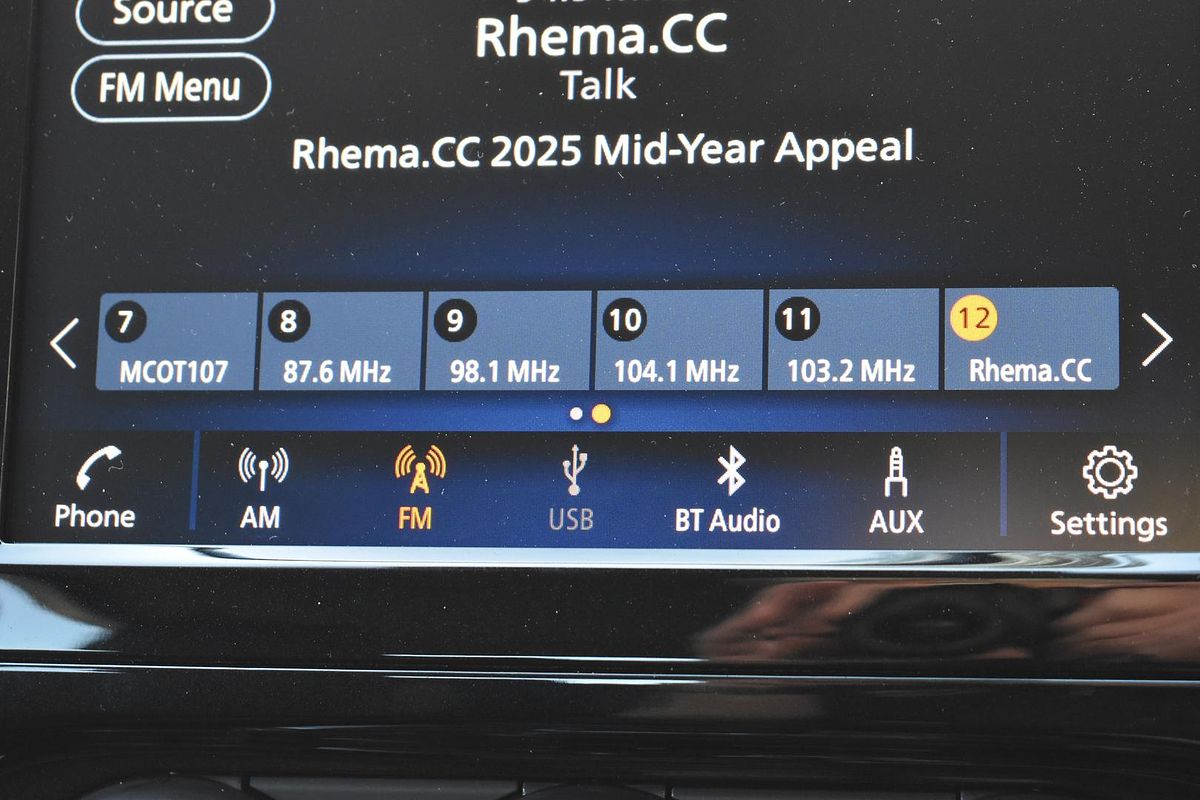 Source
FM Menu
Rhema.CC
Talk
Rhema.CC 2025 Mid-Year Appeal
7
MCOT107
8
87.6 MHz
9
98.1 MHz
10
104.1 MHz
11
103.2 MHz
12
Rhema.CC
Phone
AM
FM
USB
BT Audio
AUX
Settings